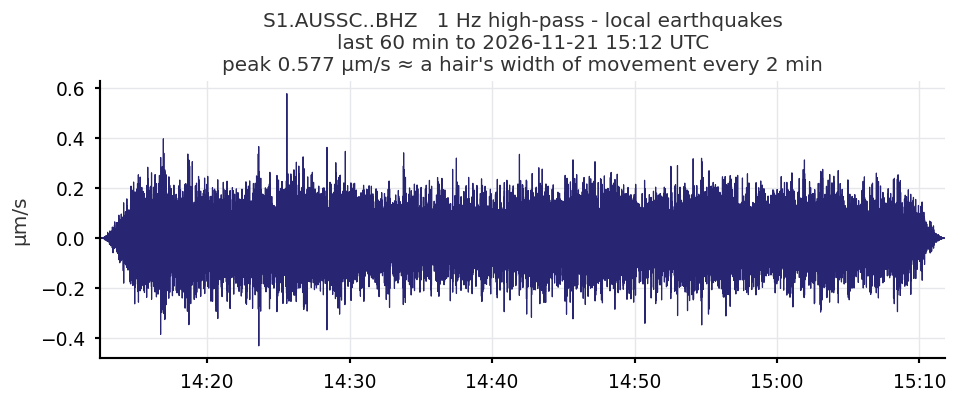 S1.AUSSC..BHZ   1 Hz high-pass - local earthquakes
last 60 min to 2026-11-21 15:12 UTC
peak 0.577 µm/s ≈ a hair's width of movement every 2 min
0.6
0.4
0.2
0.0
−0.2
−0.4
µm/s
14:20 14:30 14:40 14:50 15:00 15:10